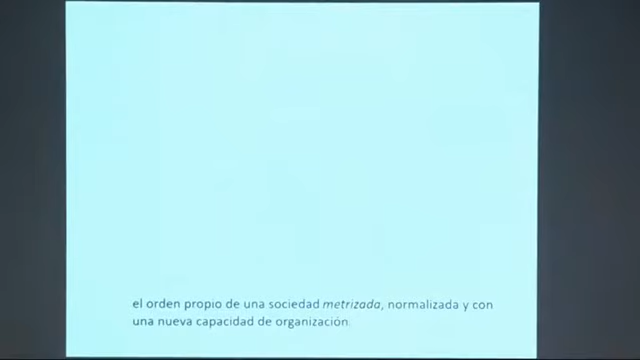 el orden propio de una sociedad metrizada, normalizada y con
una nueva capacidad de organización.